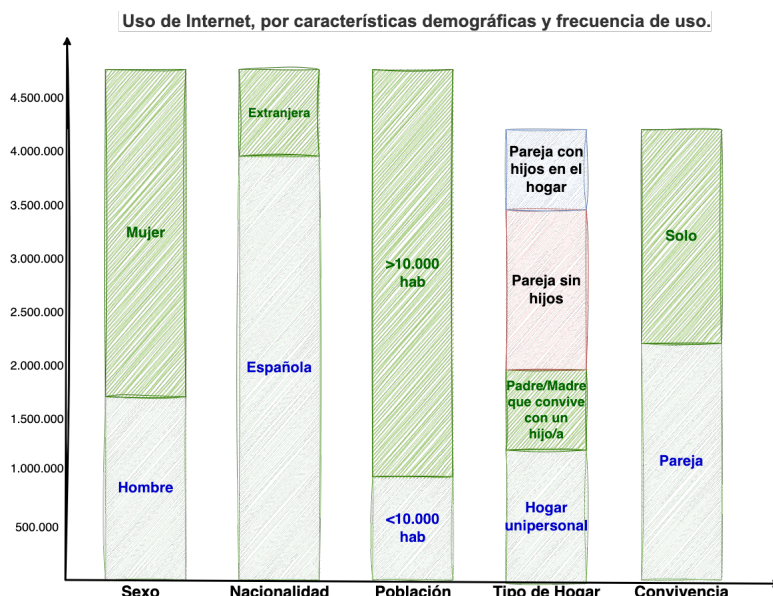 Uso de Internet, por características demográficas y frecuencia de uso.
4.500.000
4.000.000
3.500.000
3.000.000
2.500.000
2.000.000
1.500.000
1.000.000
500.000
Mujer
Hombre
Extranjera
Española
>10.000
hab
<10.000
hab
Pareja con
hijos en el
hogar
Pareja sin
hijos
Padre/Madre
que convive
con un
hijo/a
Hogar
unipersonal
Solo
Pareja
Sexo
Nacionalidad
Población
Tipo de Hogar
Convivencia